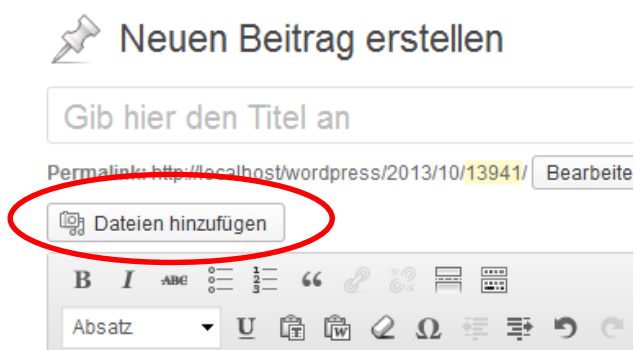 Neuen Beitrag erstellen
Gib hier den Titel an
Permalink: http://localhost/wordpress/2013/10/13941/ Bearbeite
Dateien hinzufügen
B I ABC “
Absatz U T W Ω